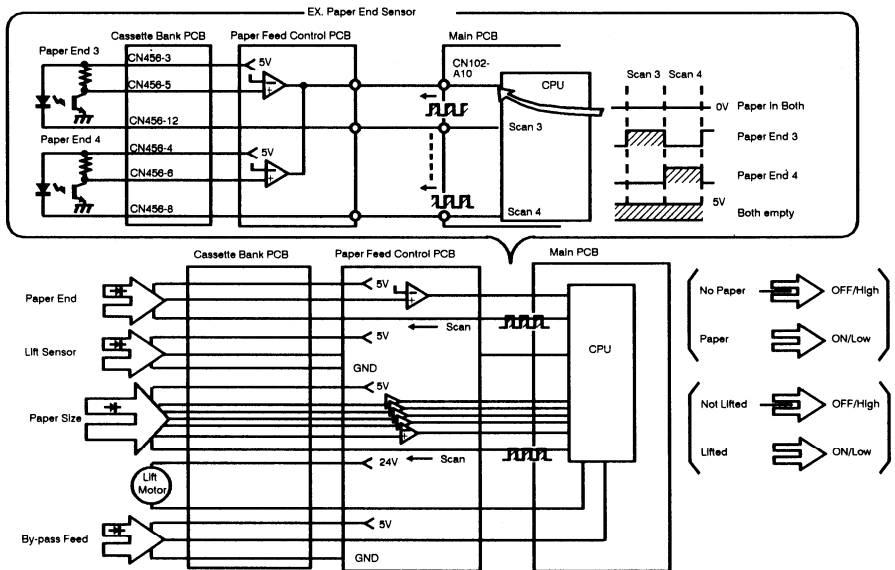 EX. Paper End Sensor
Cassette Bank PCB
Paper Feed Control PCB
Main PCB
Paper End 3
CN456-3
5V
CN102-
A10
CPU
Scan 3
Scan 4
CN456-5
0V
Paper In Both
CN456-12
Scan 3
Paper End 3
Paper End 4
CN456-4
5V
CN456-6
Paper End 4
CN456-8
Scan 4
5V
Both empty
Cassette Bank PCB
Paper Feed Control PCB
Main PCB
Paper End
5V
Scan
No Paper
OFF/High
Lift Sensor
5V
CPU
Paper
ON/Low
GND
Paper Size
5V
Not Lifted
OFF/High
24V
Scan
Lifted
ON/Low
Lift
Motor
By-pass Feed
5V
GND